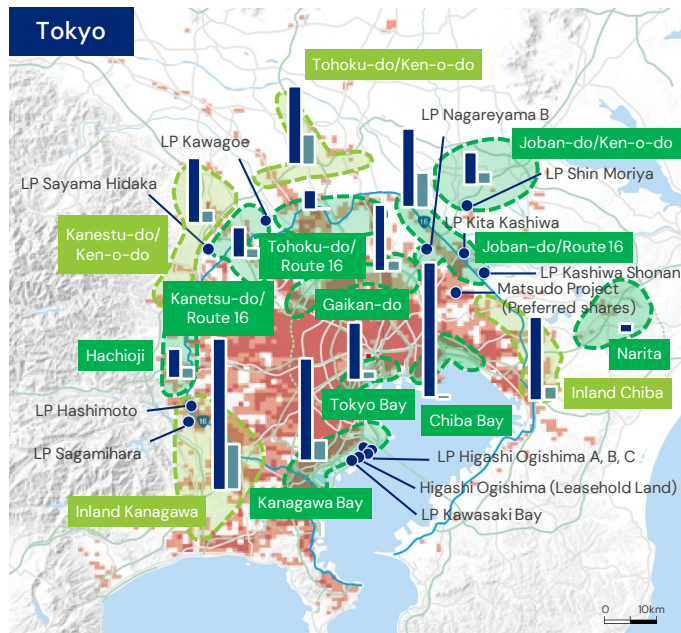 Tokyo
Tohoku-do/Ken-o-do
LP Nagareyama B
LP Kawagoe
Joban-do/Ken-o-do
LP Sayama Hidaka
LP Shin Moriya
16
LP Kita Kashiwa
Kanestu-do/
Ken-o-do
Tohoku-do/
Route 16
Joban-do/Route 16
LP Kashiwa Shonan
Kanetsu-do/
Route 16
Gaikan-do
Matsudo Project
(Preferred shares)
Hachioji
Narita
Tokyo Bay
Chiba Bay
Inland Chiba
LP Hashimoto
16
LP Sagamihara
LP Higashi Ogishima A, B, C
Inland Kanagawa
Kanagawa Bay
Higashi Ogishima (Leasehold Land)
LP Kawasaki Bay
0 10km